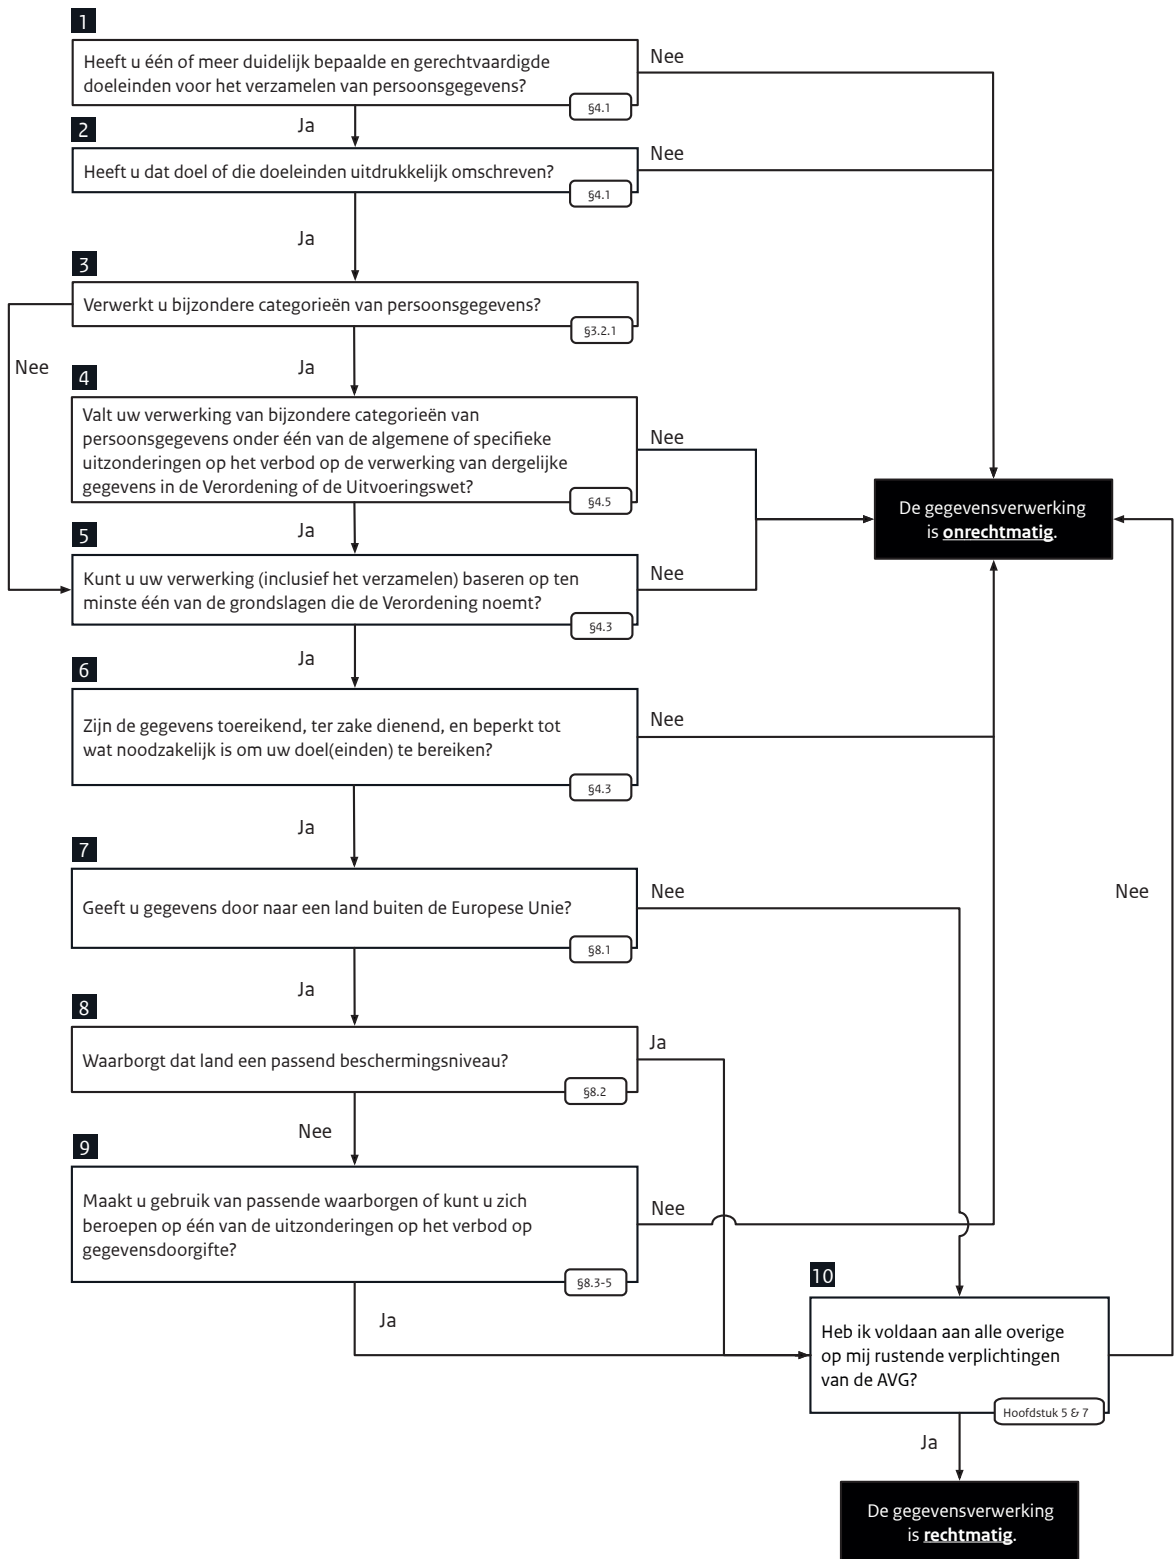 1
Heeft u één of meer duidelijk bepaalde en gerechtvaardigde
doeleinden voor het verzamelen van persoonsgegevens?
§4.1
Nee
Ja
2
Heeft u dat doel of die doeleinden uitdrukkelijk omschreven?
§4.1
Nee
Ja
3
Verwerkt u bijzondere categorieën van persoonsgegevens?
§3.2.1
Nee
Ja
4
Valt uw verwerking van bijzondere categorieën van
persoonsgegevens onder één van de algemene of specifieke
uitzonderingen op het verbod op de verwerking van dergelijke
gegevens in de Verordening of de Uitvoeringswet?
§4.5
Nee
De gegevensverwerking
is onrechtmatig.
Ja
5
Kunt u uw verwerking (inclusief het verzamelen) baseren op ten
minste één van de grondslagen die de Verordening noemt?
§4.3
Nee
Ja
6
Zijn de gegevens toereikend, ter zake dienend, en beperkt tot
wat noodzakelijk is om uw doel(einden) te bereiken?
§4.3
Nee
Ja
7
Geeft u gegevens door naar een land buiten de Europese Unie?
§8.1
Nee
Nee
Ja
8
Waarborgt dat land een passend beschermingsniveau?
§8.2
Ja
Nee
9
Maakt u gebruik van passende waarborgen of kunt u zich
beroepen op één van de uitzonderingen op het verbod op
gegevensdoorgifte?
§8.3-5
Nee
Ja
10
Heb ik voldaan aan alle overige
op mij rustende verplichtingen
van de AVG?
Hoofdstuk 5 & 7
Ja
De gegevensverwerking
is rechtmatig.